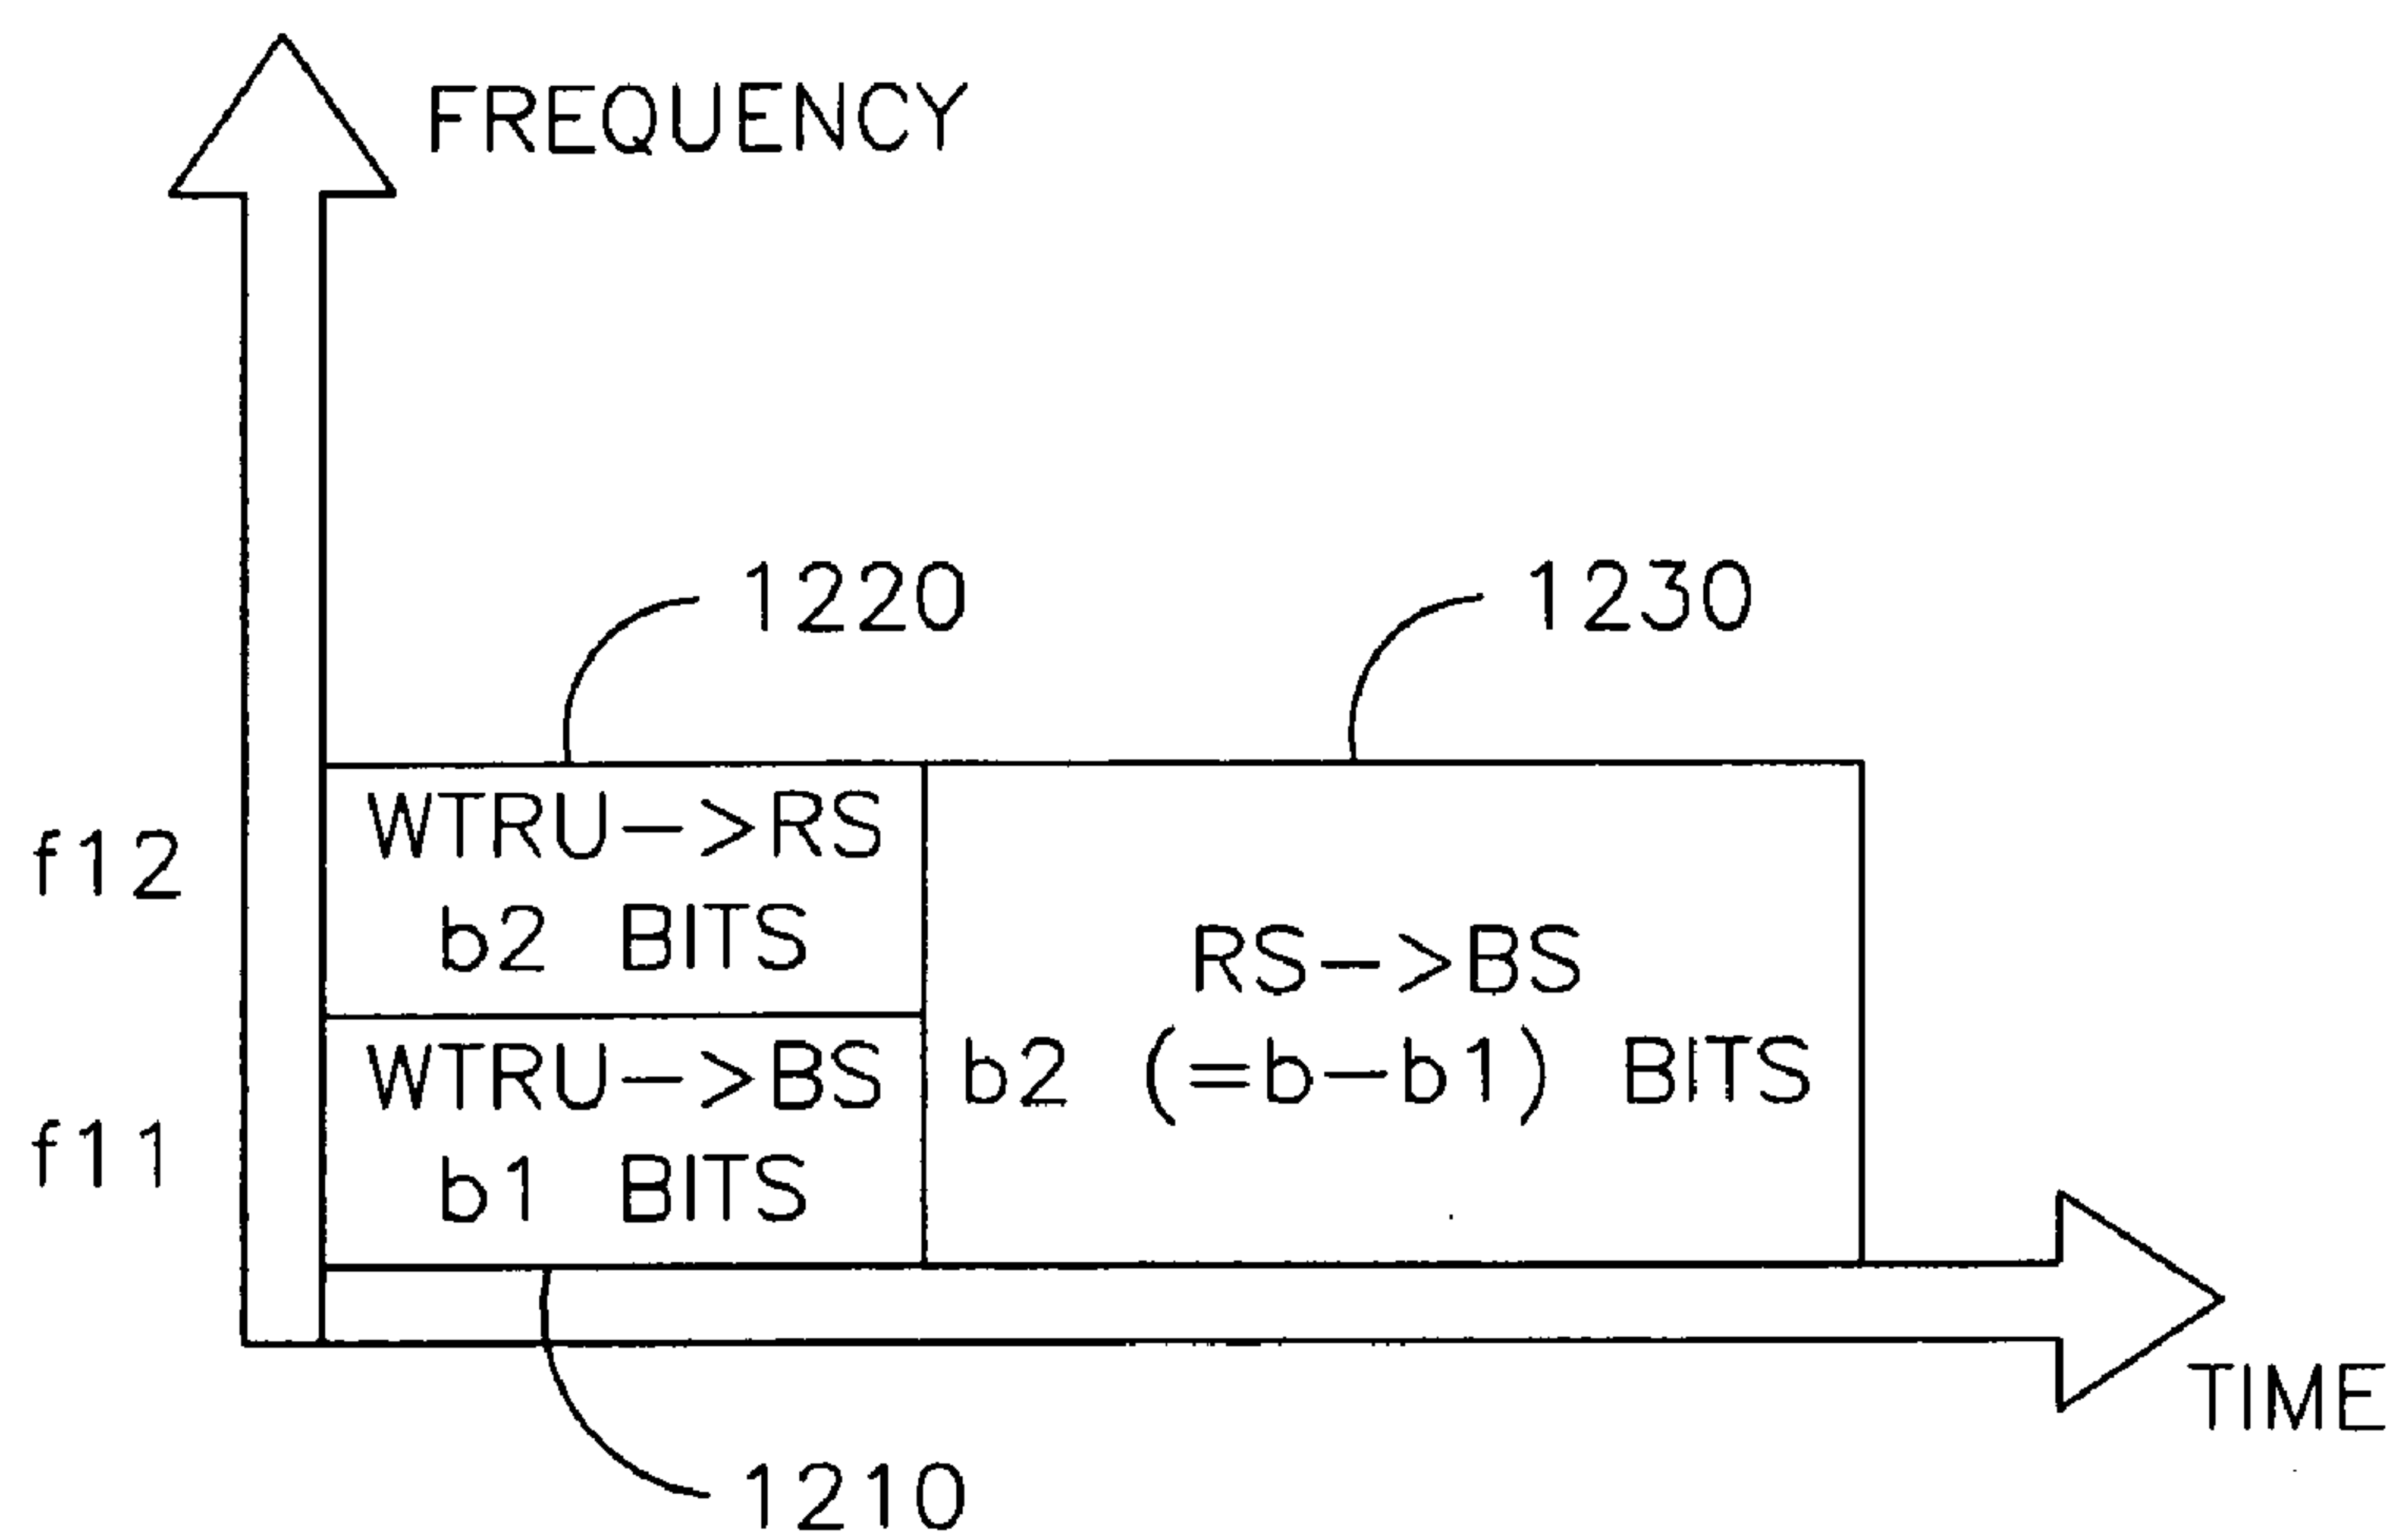 FREQUENCY
1220
1230
f12
WTRU->RS
b2 BITS
RS->BS
b2 (=b-b1) BITS
f11
WTRU->BS
b1 BITS
TIME
1210